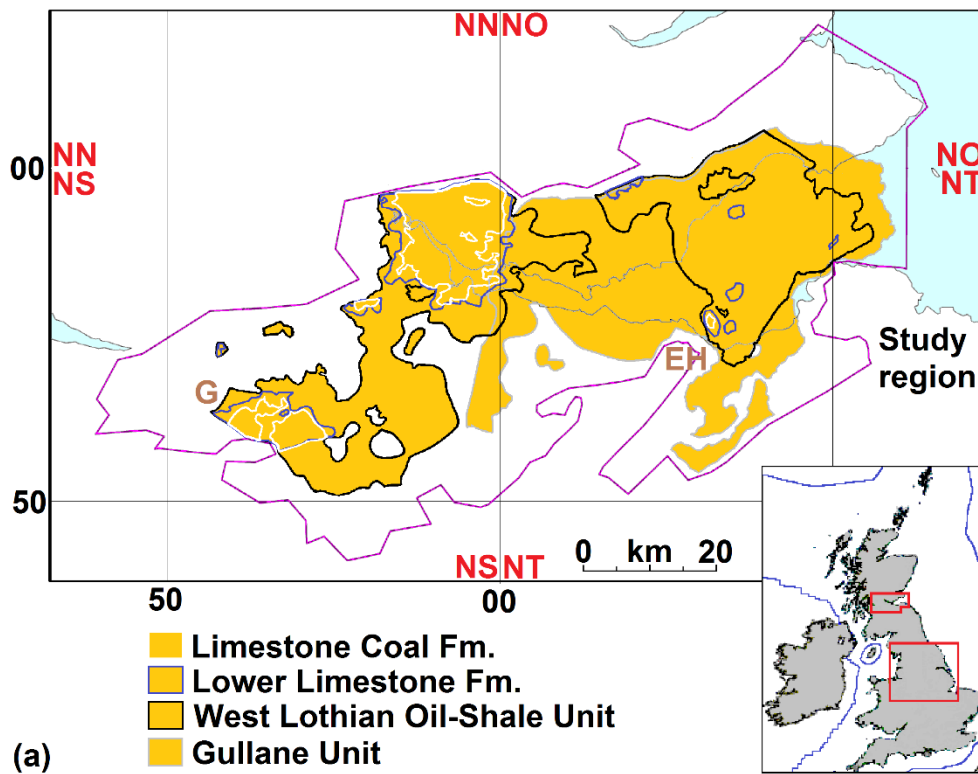 NNNO
00
NN
NS
NO
NT
G
EH
Study
region
50
NSNT
0 km 20
50
00
Limestone Coal Fm.
Lower Limestone Fm.
West Lothian Oil-Shale Unit
Gullane Unit
(a)